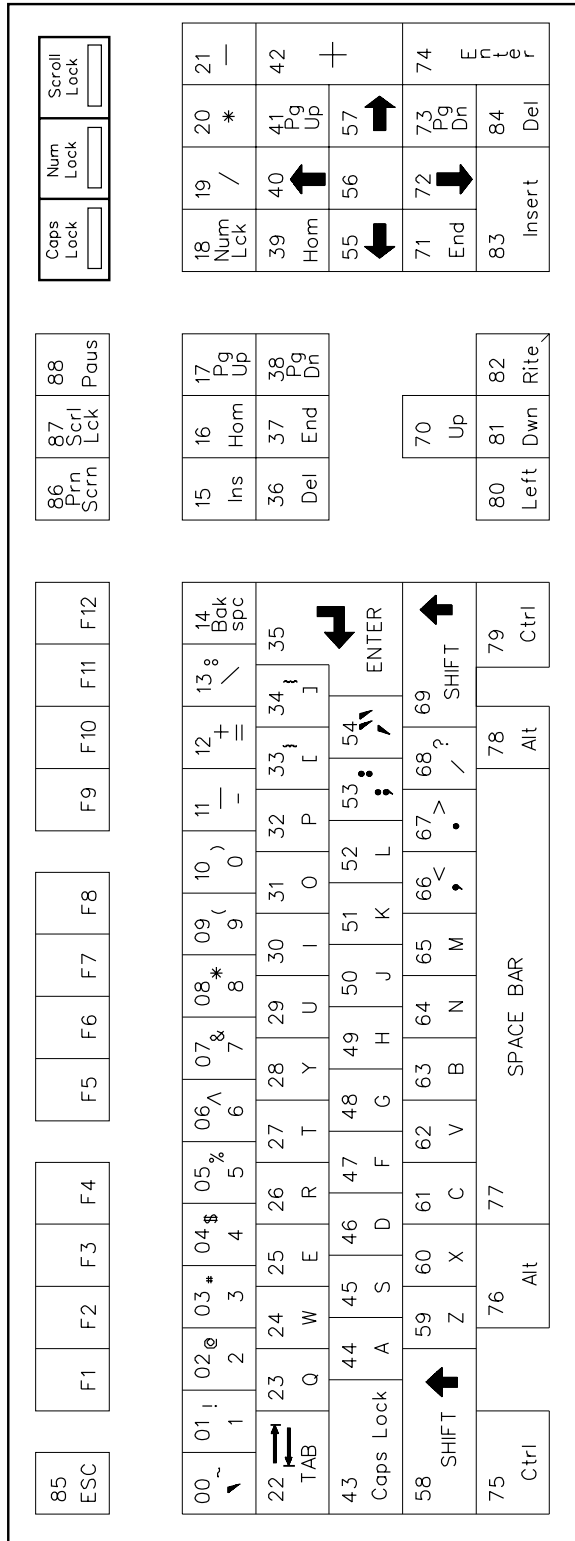 85 ESC
F1 F2 F3 F4
F5 F6 F7 F8
F9 F10 F11 F12
86 Prn Scrn
87 Scrl Lck
88 Paus
Caps Lock
Num Lock
Scroll Lock
00 ~ `
01 ! 1
02 @ 2
03 # 3
04 $ 4
05 % 5
06 ^ 6
07 & 7
08 * 8
09 ( 9
10 ) 0
11 — -
12 + =
13 \
14 Bak spc
15 Ins
16 Hom
17 Pg Up
18 Num Lck
19 /
20 *
21 —
22 TAB
23 Q
24 W
25 E
26 R
27 T
28 Y
29 U
30 I
31 O
32 P
33 { [
34 } ]
35 ENTER
36 Del
37 End
38 Pg Dn
39 Hom
40
41 Pg Up
42 +
43 Caps Lock
44 A
45 S
46 D
47 F
48 G
49 H
50 J
51 K
52 L
53 : ;
54 " '
55
56
57
58 SHIFT
59 Z
60 X
61 C
62 V
63 B
64 N
65 M
66 < ,
67 > .
68 ? /
69 SHIFT
70 Up
71 End
72
73 Pg Dn
74 Enter
75 Ctrl
76 Alt
77 SPACE BAR
78 Alt
79 Ctrl
80 Left
81 Dwn
82 Rite
83 Insert
84 Del